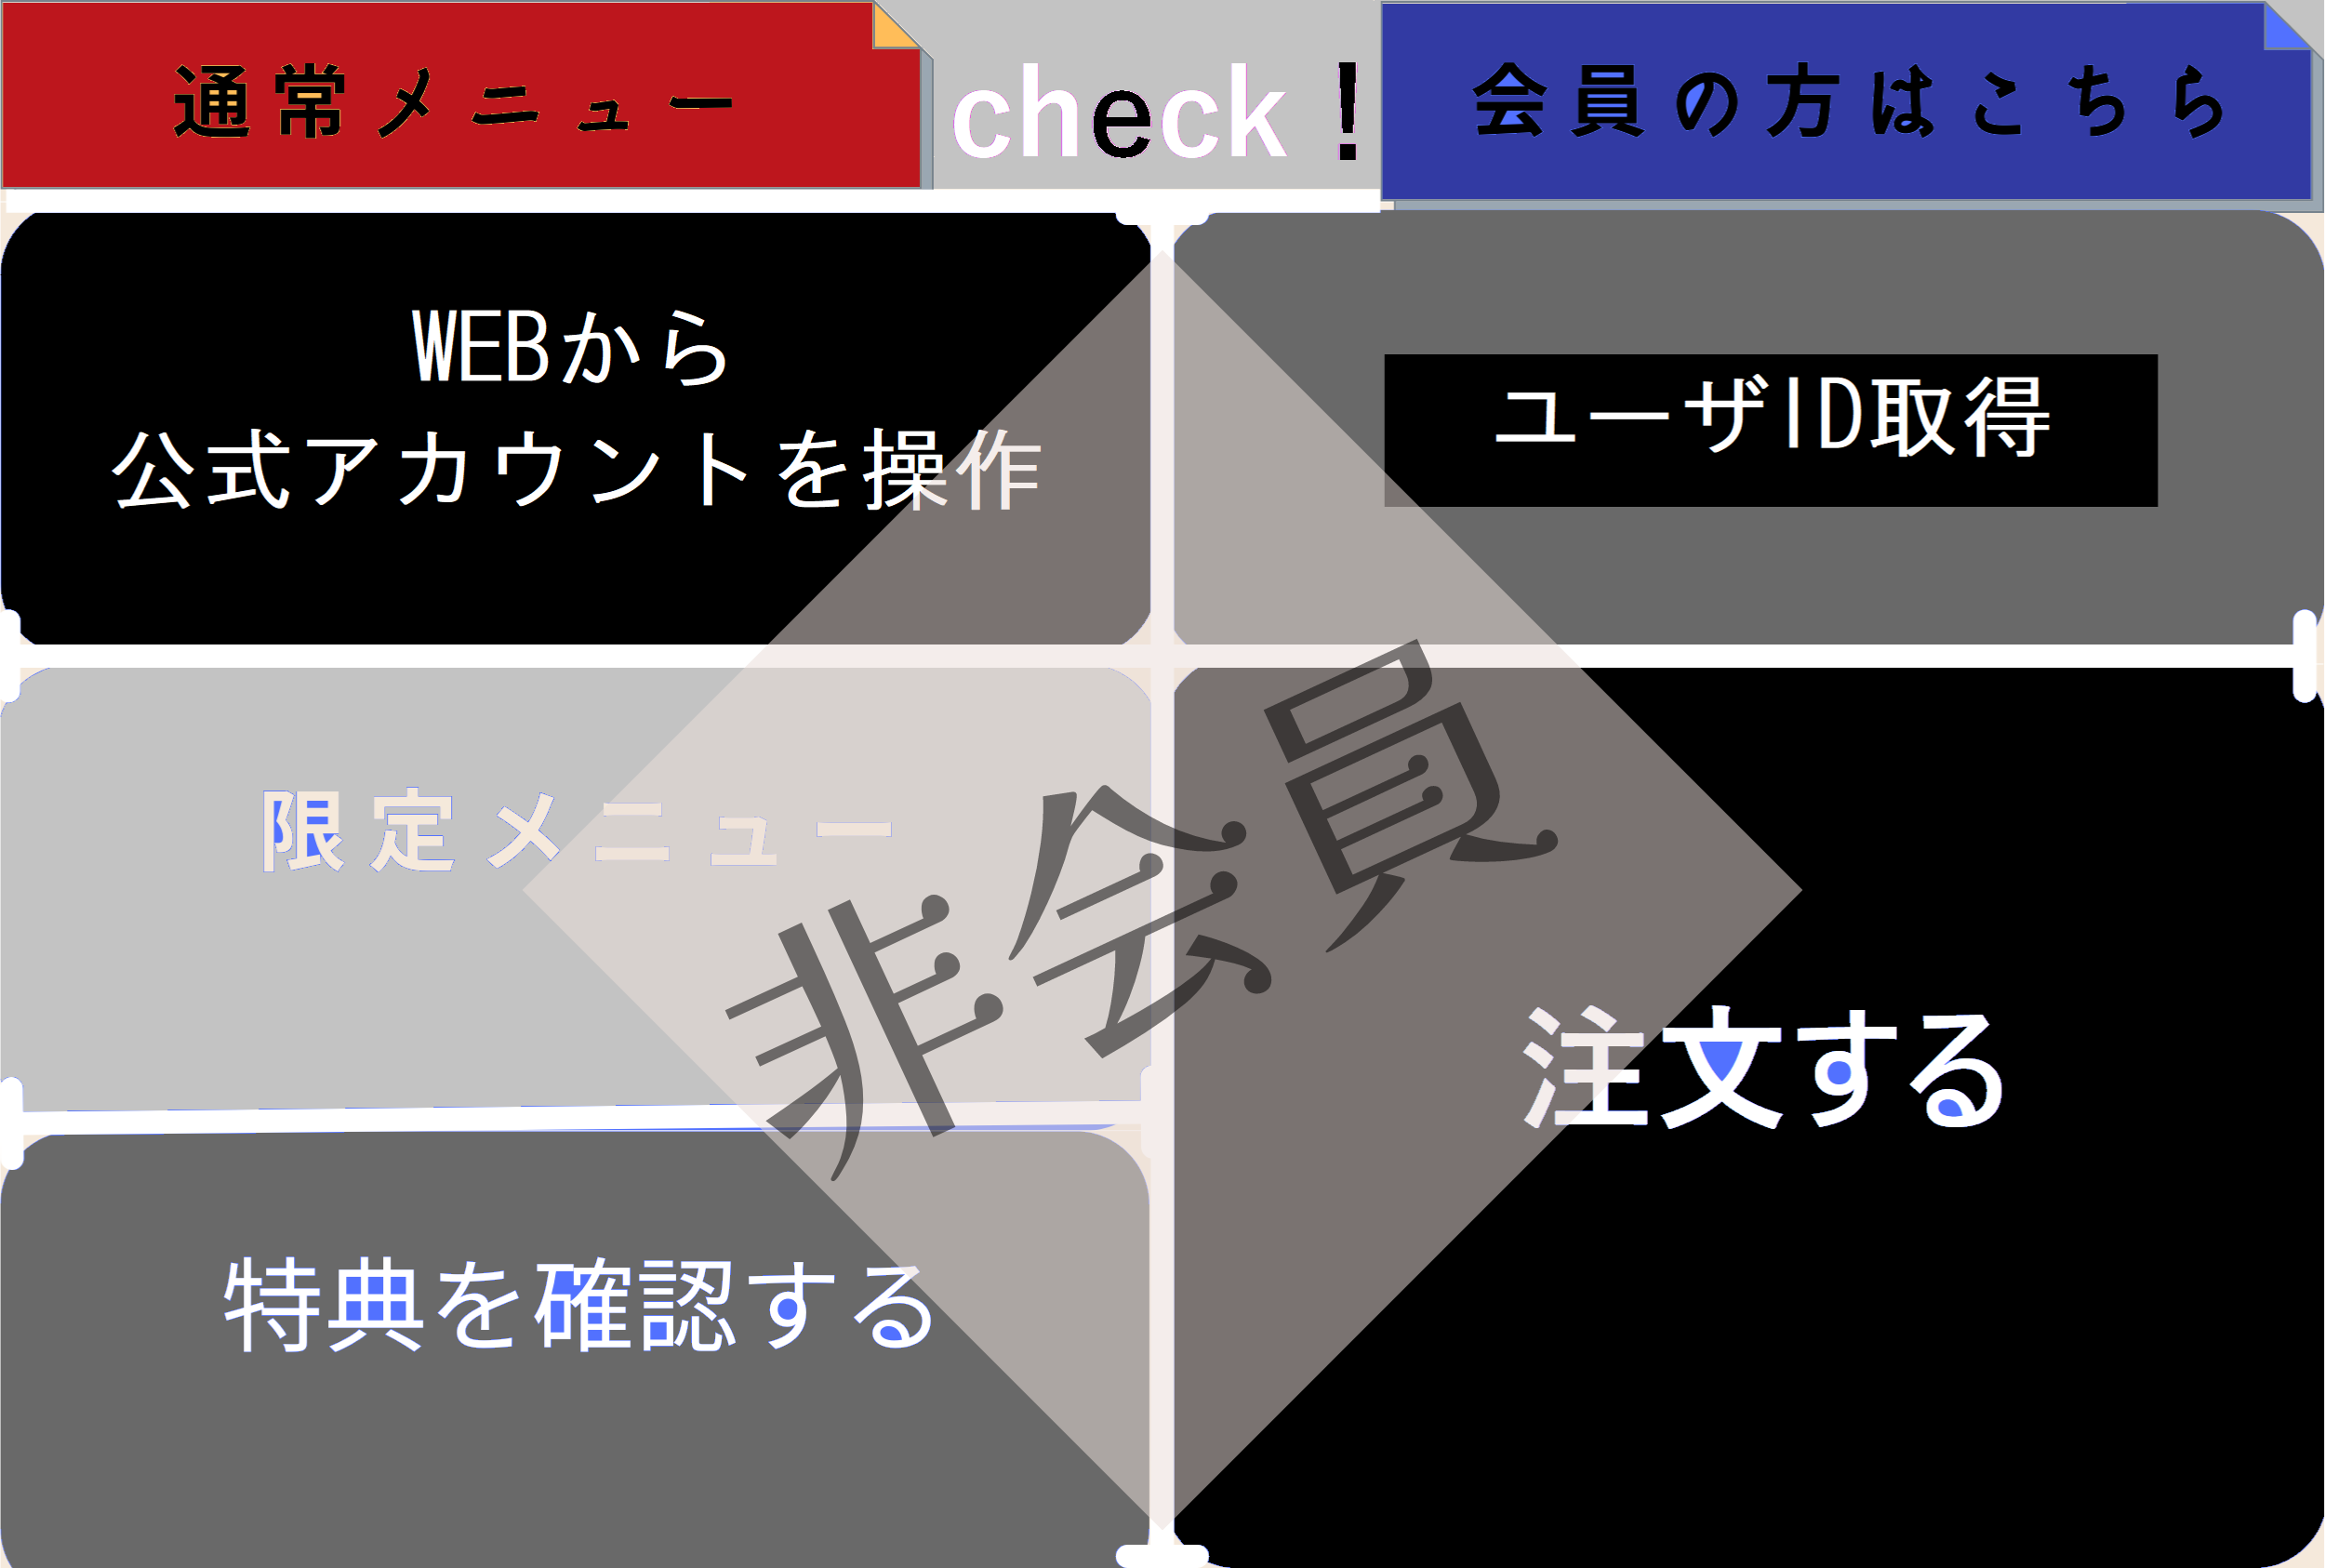 通常メニュー
check!
会員の方はこちら
WEBから
公式アカウントを操作
ユーザID取得
限定メニュー
非会員
注文する
特典を確認する